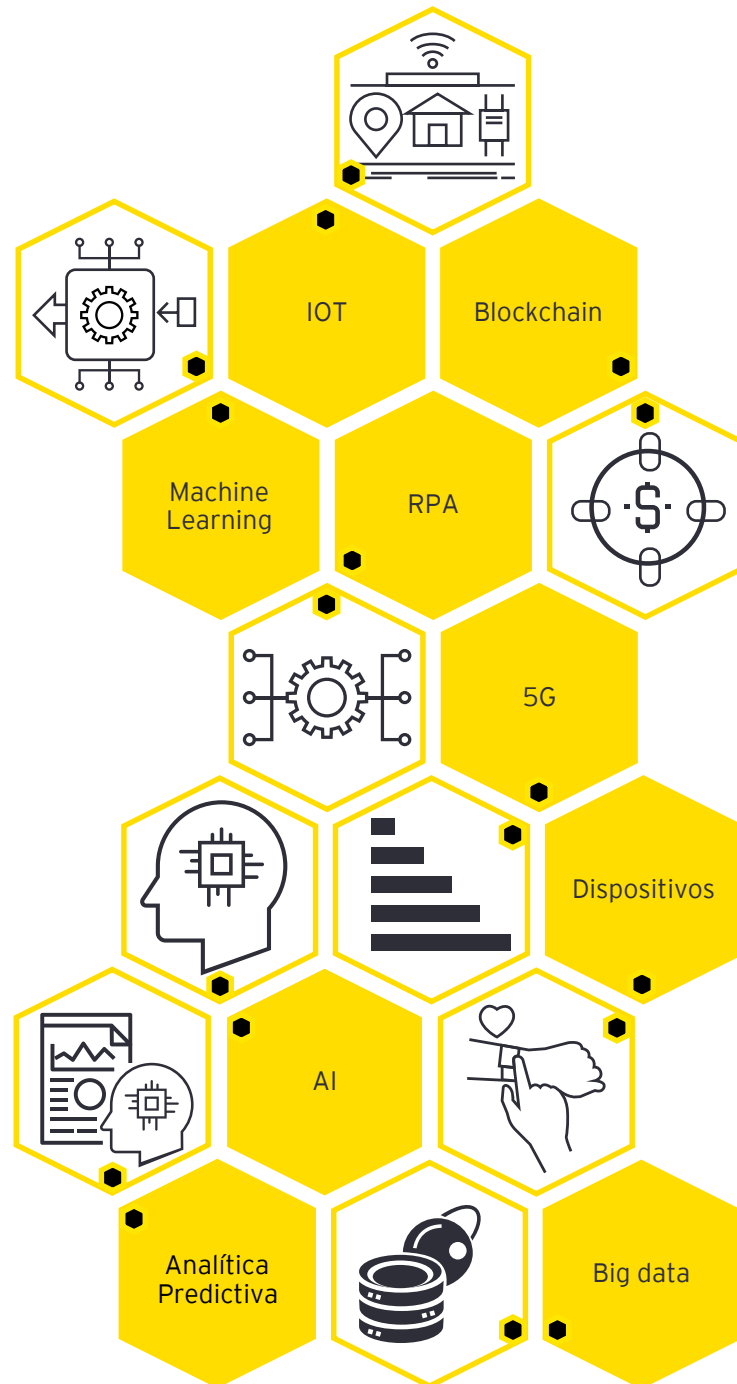 IOT
Blockchain
Machine
Learning
RPA
$
5G
Dispositivos
AI
Analítica
Predictiva
Big data